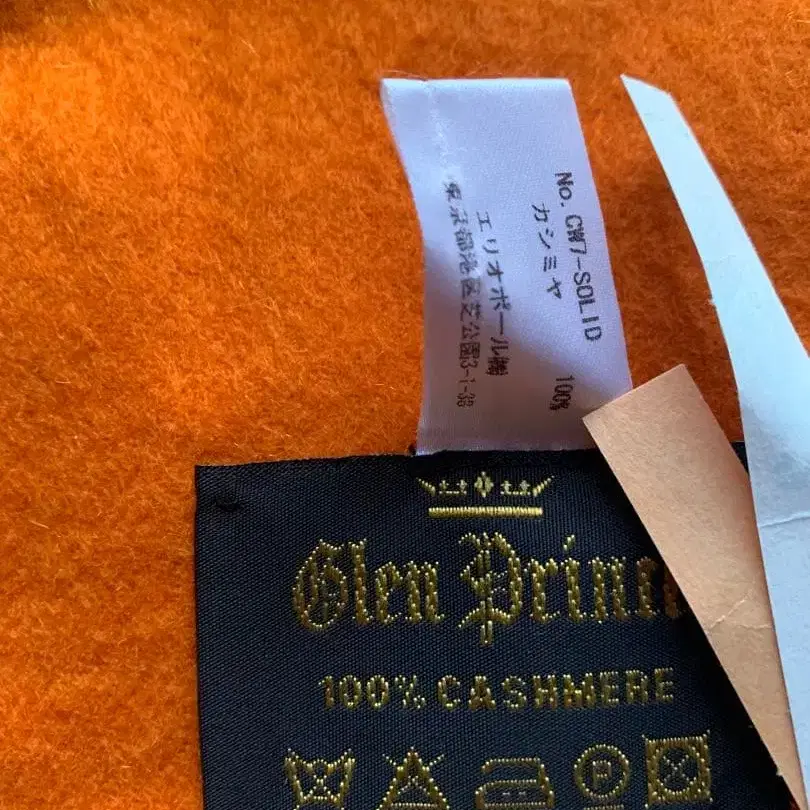 No. CW7-SOLID
カシミヤ 100%
エリオポール㈱
東京都港区芝公園3-1-38
Glen Princ
100% CASHMERE
P